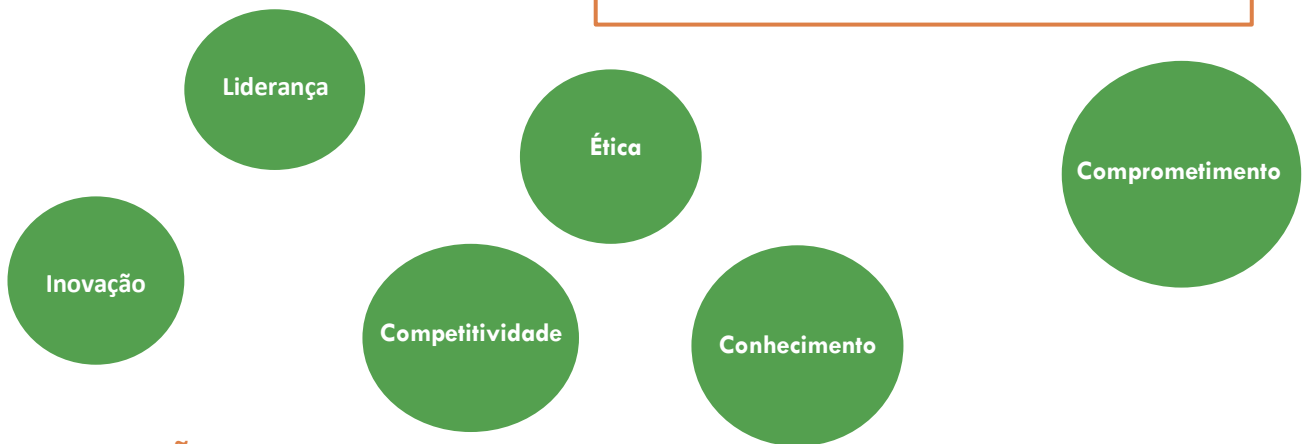 Liderança
Ética
Comprometimento
Inovação
Competitividade
Conhecimento